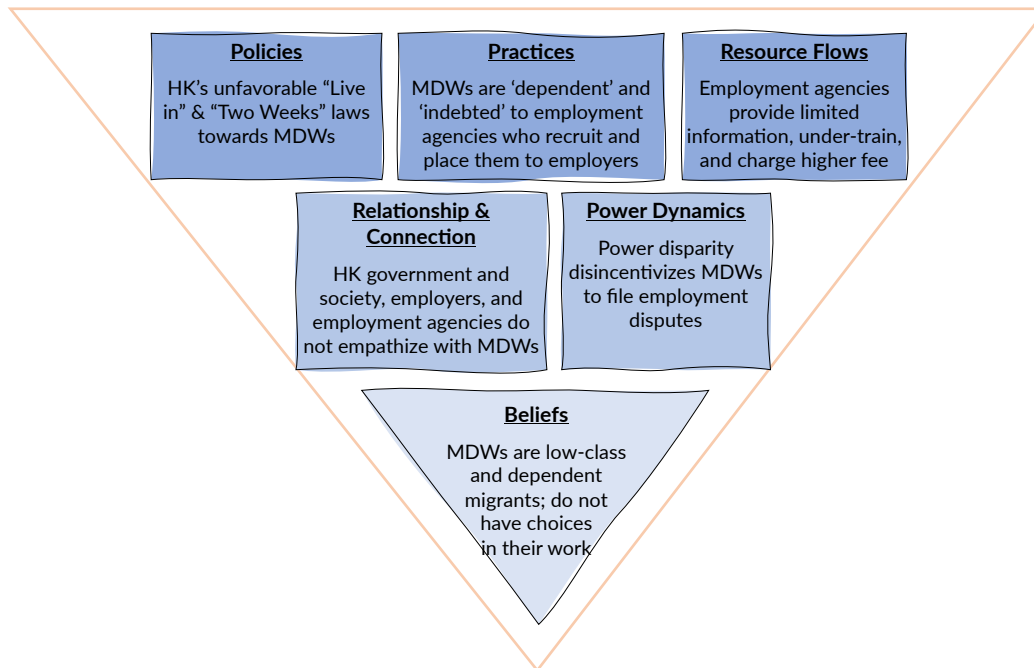 Policies
HK's unfavorable “Live
in” & “Two Weeks” laws
towards MDWs
Practices
MDWs are ‘dependent’ and
‘indebted’ to employment
agencies who recruit and
place them to employers
Resource Flows
Employment agencies
provide limited
information, under-train,
and charge higher fee
Relationship &
Connection
HK government and
society, employers, and
employment agencies do
not empathize with MDWs
Power Dynamics
Power disparity
disincentivizes MDWs
to file employment
disputes
Beliefs
MDWs are low-class
and dependent
migrants; do not
have choices
in their work